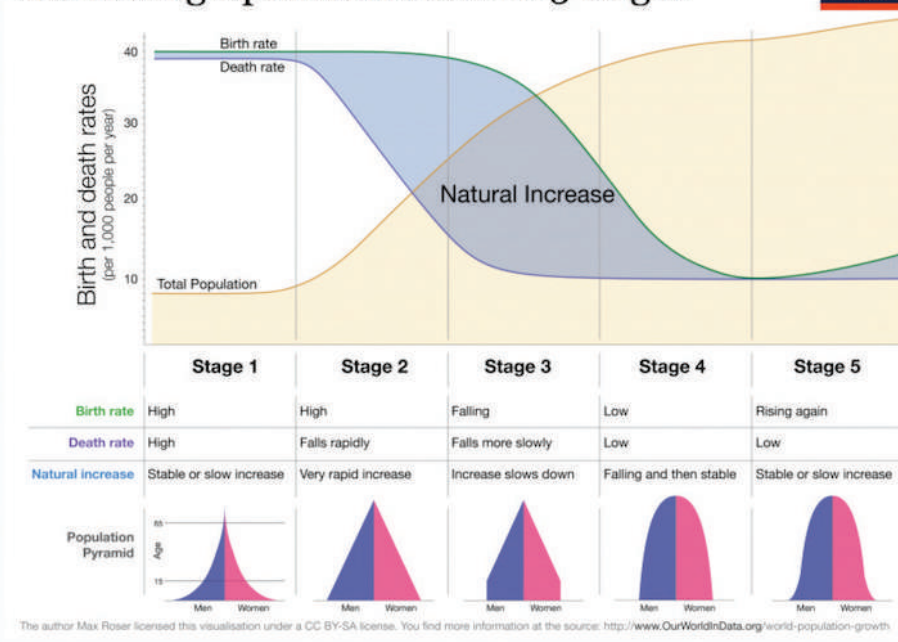 Birth rate
Death rate
Natural Increase
Total Population
Birth and death rates
(per 1,000 people per year)
40
30
20
10
Stage 1 Stage 2 Stage 3 Stage 4 Stage 5
Birth rate High High Falling Low Rising again
Death rate High Falls rapidly Falls more slowly Low Low
Natural increase Stable or slow increase Very rapid increase Increase slows down Falling and then stable Stable or slow increase
Population
Pyramid
Age
65
15
Men Women Men Women Men Women Men Women Men Women
The author Max Roser licensed this visualisation under a CC BY-SA license. You find more information at the source: http://www.OurWorldInData.org/world-population-growth